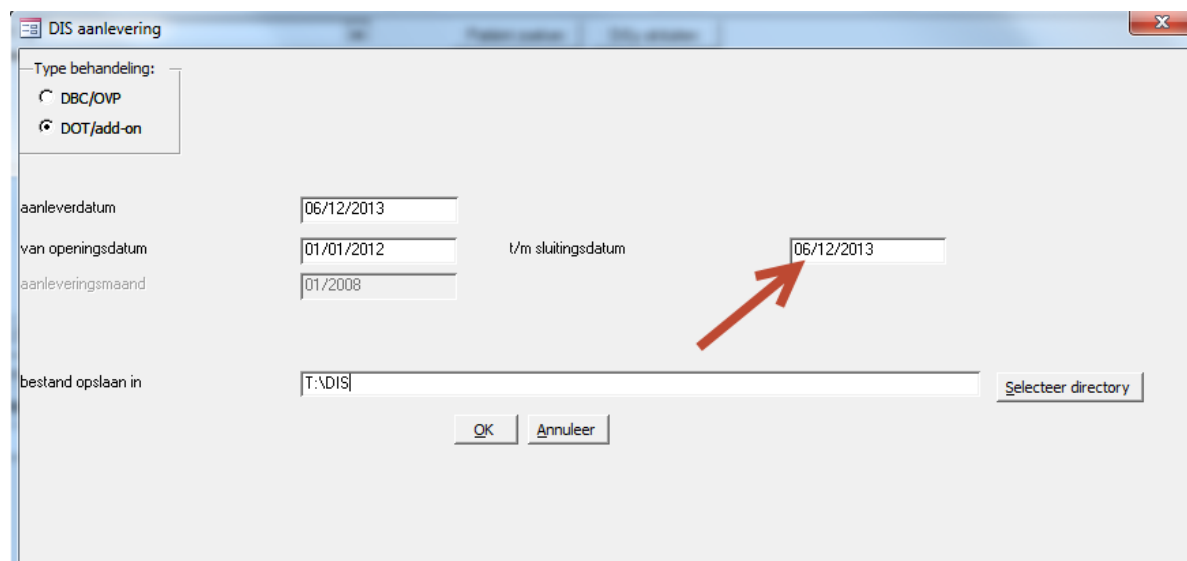 DIS aanlevering
Type behandeling:
DBC/OVP
DOT/add-on
aanleverdatum 06/12/2013
van openingsdatum 01/01/2012 t/m sluitingsdatum 06/12/2013
aanleveringsmaand 01/2008
bestand opslaan in T:\DIS Selecteer directory
OK Annuleer